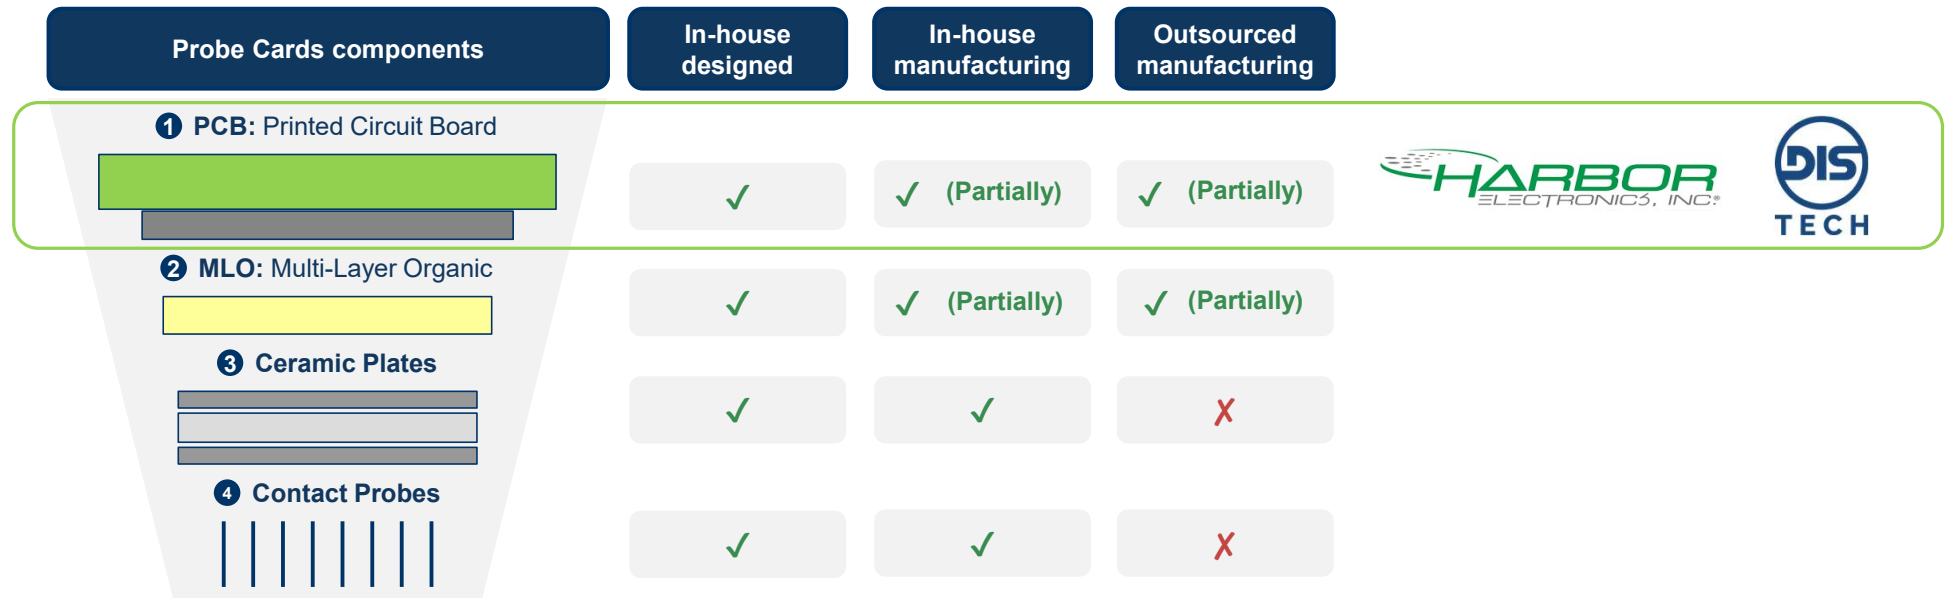 Probe Cards components
In-house
designed
In-house
manufacturing
Outsourced
manufacturing
1 PCB: Printed Circuit Board
✓
✓ (Partially)
✓ (Partially)
HARBOR
ELECTRONICS, INC.®
DIS
TECH
2 MLO: Multi-Layer Organic
✓
✓ (Partially)
✓ (Partially)
3 Ceramic Plates
✓
✓
✗
4 Contact Probes
✓
✓
✗